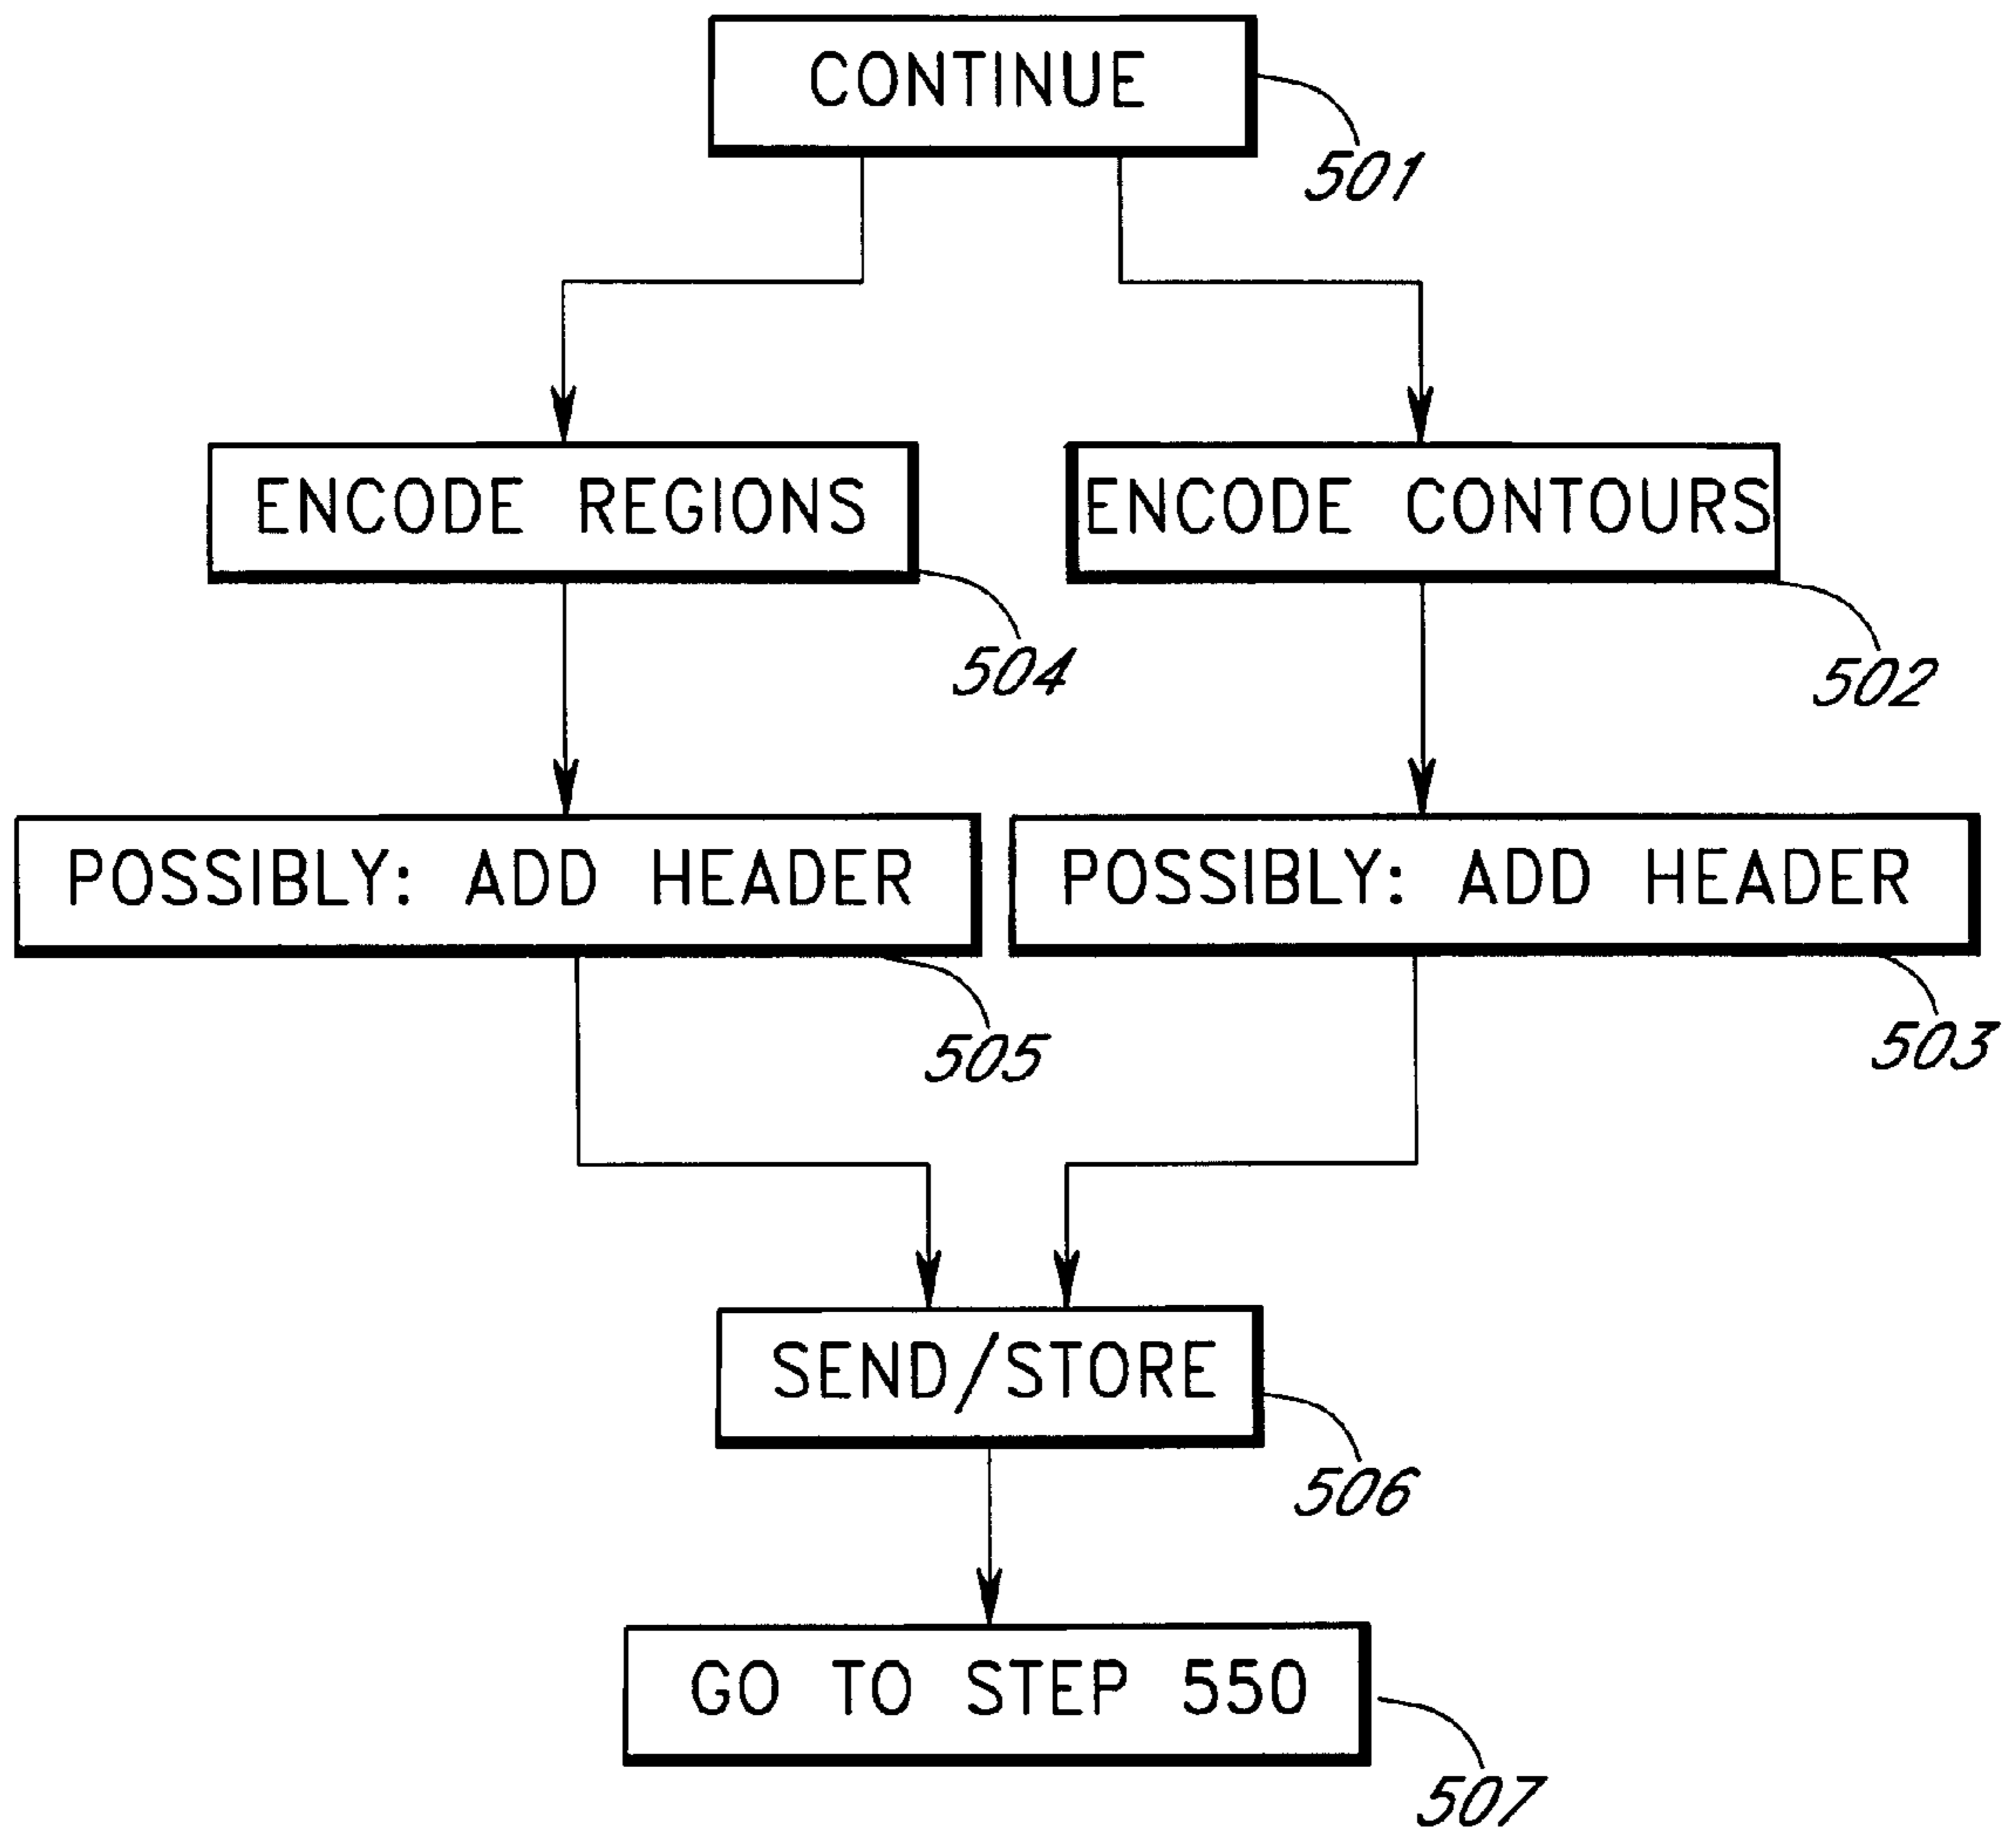 CONTINUE
501
ENCODE REGIONS
504
ENCODE CONTOURS
502
POSSIBLY: ADD HEADER
505
POSSIBLY: ADD HEADER
503
SEND/STORE
506
GO TO STEP 550
507